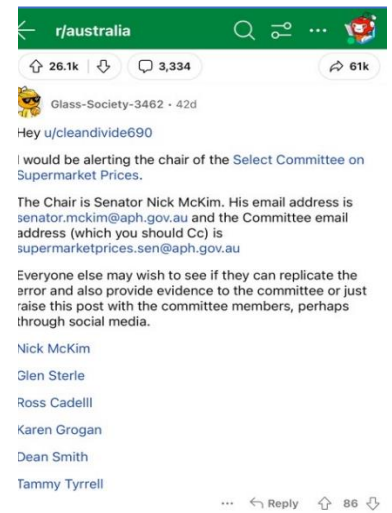 r/australia
26.1k 3,334 61k
Glass-Society-3462 • 42d
Hey u/cleandivide690
I would be alerting the chair of the Select Committee on
Supermarket Prices.
The Chair is Senator Nick McKim. His email address is
senator.mckim@aph.gov.au and the Committee email
address (which you should Cc) is
supermarketprices.sen@aph.gov.au
Everyone else may wish to see if they can replicate the
error and also provide evidence to the committee or just
raise this post with the committee members, perhaps
through social media.
Nick McKim
Glen Sterle
Ross Cadelll
Karen Grogan
Dean Smith
Tammy Tyrrell
Reply 86